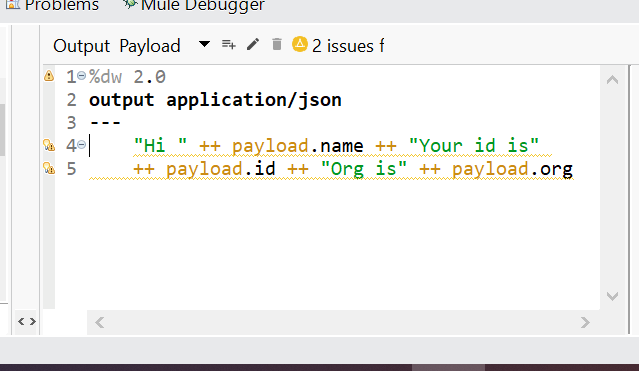 Problems Mule Debugger
Output Payload 2 issues f
1 %dw 2.0
2 output application/json
3 ---
4 "Hi " ++ payload.name ++ "Your id is"
5 ++ payload.id ++ "Org is" ++ payload.org